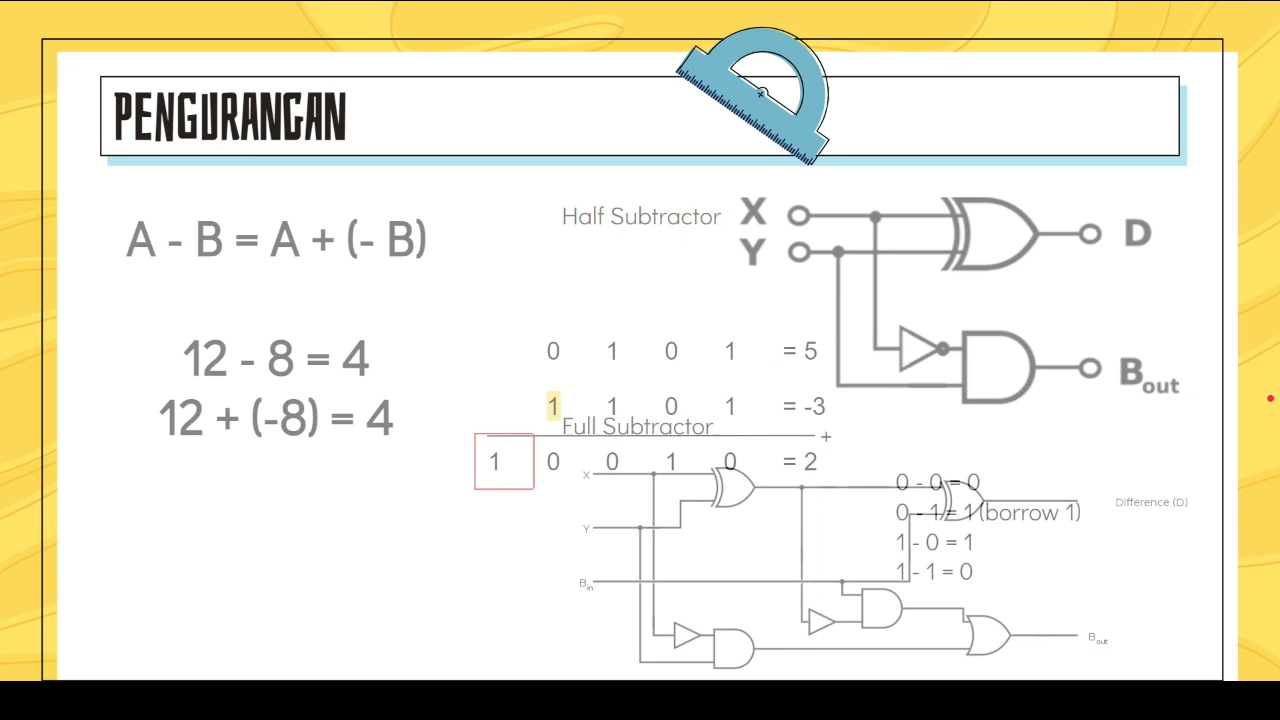 PENGURANGAN
A - B = A + (- B)
12 - 8 = 4
12 + (-8) = 4
Half Subtractor
X
Y
D
Bout
0 1 0 1 = 5
1 1 0 1 = -3
+
1 0 0 1 0 = 2
Full Subtractor
X
Y
Bin
Difference (D)
Bout
0 - 0 = 0
0 - 1 = 1 (borrow 1)
1 - 0 = 1
1 - 1 = 0